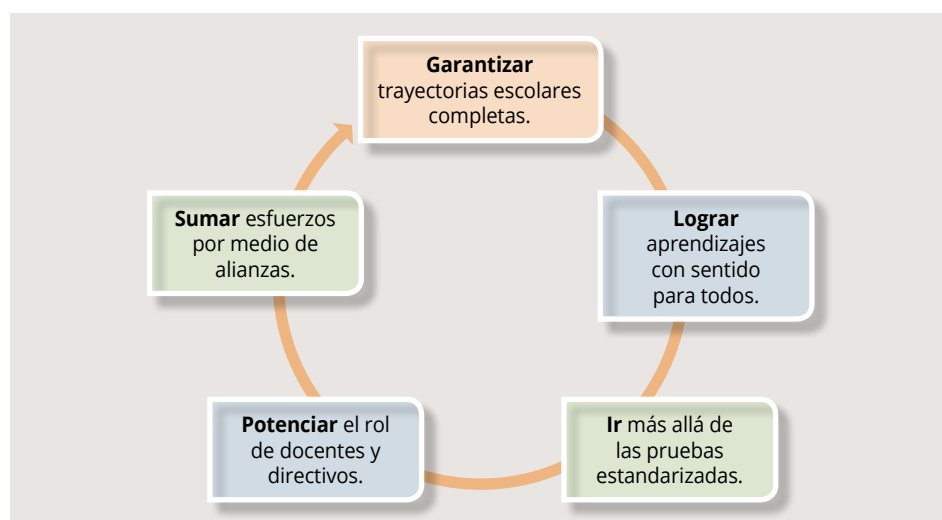 Garantizar
trayectorias escolares
completas.
Lograr
aprendizajes
con sentido
para todos.
Ir más allá de
las pruebas
estandarizadas.
Potenciar el rol
de docentes y
directivos.
Sumar esfuerzos
por medio de
alianzas.